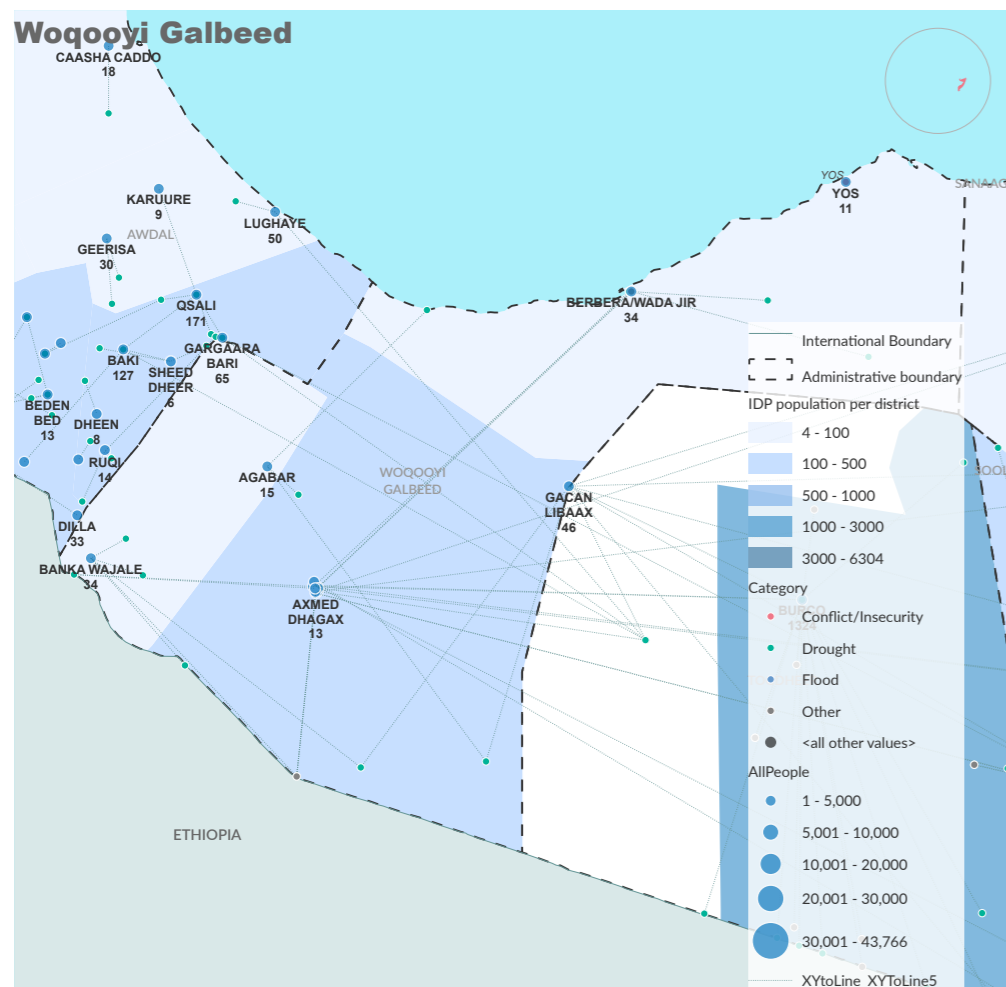 Woqooyi Galbeed
CAASHA CADDO
18
KARUURE
9
AWDAL
GEERISA
30
LUGHAYE
50
YOS
YOS
11
SANAAG
QSALI
171
BERBERA/WADA JIR
34
GARGAARA
BARI
65
BAKI
127
SHEED
DHEER
6
BEDEN
BED
13
DHEEN
8
RUQI
14
AGABAR
15
WOQOOYI
GALBEED
GACAN
LIBAAX
46
DILLA
33
BANKA WAJALE
34
AXMED
DHAGAX
13
ETHIOPIA
SOOL
BURCO
1324
International Boundary
Administrative boundary
IDP population per district
4 - 100
100 - 500
500 - 1000
1000 - 3000
3000 - 6304
Category
Conflict/Insecurity
Drought
Flood
Other
<all other values>
AllPeople
1 - 5,000
5,001 - 10,000
10,001 - 20,000
20,001 - 30,000
30,001 - 43,766
XYtoLine_XYToLine5